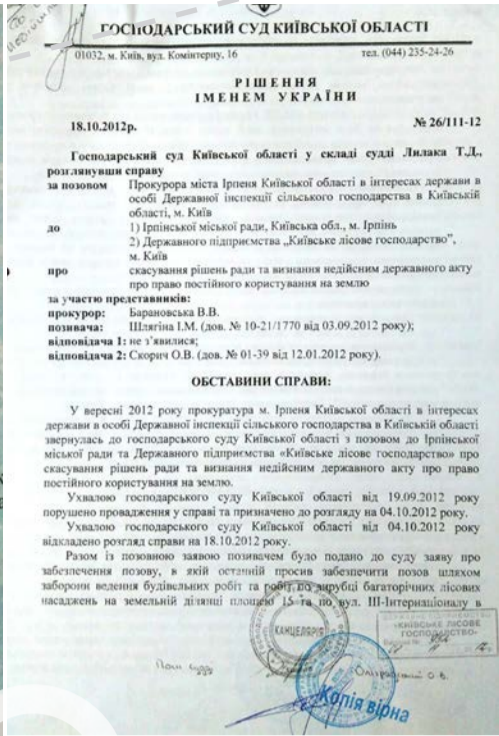 ГОСПОДАРСЬКИЙ СУД КИЇВСЬКОЇ ОБЛАСТІ
01032, м. Київ, вул. Комінтерну, 16 тел. (044) 235-24-26
РІШЕННЯ
ІМЕНЕМ УКРАЇНИ
18.10.2012р. № 26/111-12
Господарський суд Київської області у складі судді Лилака Т.Д.,
розглянувши справу
за позовом Прокурора міста Ірпеня Київської області в інтересах держави в
особі Державної інспекції сільського господарства в Київській
області, м. Київ
до 1) Ірпінської міської ради, Київська обл., м. Ірпінь
2) Державного підприємства „Київське лісове господарство",
м. Київ
про скасування рішень ради та визнання недійсним державного акту
про право постійного користування на землю
за участю представників:
прокурор: Барановська В.В.
позивача: Шлягіна І.М. (дов. № 10-21/1770 від 03.09.2012 року);
відповідача 1: не з'явилися;
відповідача 2: Скорич О.В. (дов. № 01-39 від 12.01.2012 року).
ОБСТАВИНИ СПРАВИ:
У вересні 2012 року прокуратура м. Ірпеня Київської області в інтересах
держави в особі Державної інспекції сільського господарства в Київській області
звернулась до господарського суду Київської області з позовом до Ірпінської
міської ради та Державного підприємства «Київське лісове господарство» про
скасування рішень ради та визнання недійсним державного акту про право
постійного користування на землю.
Ухвалою господарського суду Київської області від 19.09.2012 року
порушено провадження у справі та призначено до розгляду на 04.10.2012 року.
Ухвалою господарського суду Київської області від 04.10.2012 року
відкладено розгляд справи на 18.10.2012 року.
Разом із позовною заявою позивачем було подано до суду заяву про
забезпечення позову, в якій останній просив забезпечити позов шляхом
заборони ведення будівельних робіт та робіт по вирубці багаторічних лісових
насаджень на земельній ділянці площею 15 га по вул. ІІІ-Інтернаціоналу в
КАНЦЕЛЯРІЯ
«КИЇВСЬКЕ ЛІСОВЕ
ГОСПОДАРСТВО»
Копія вірна